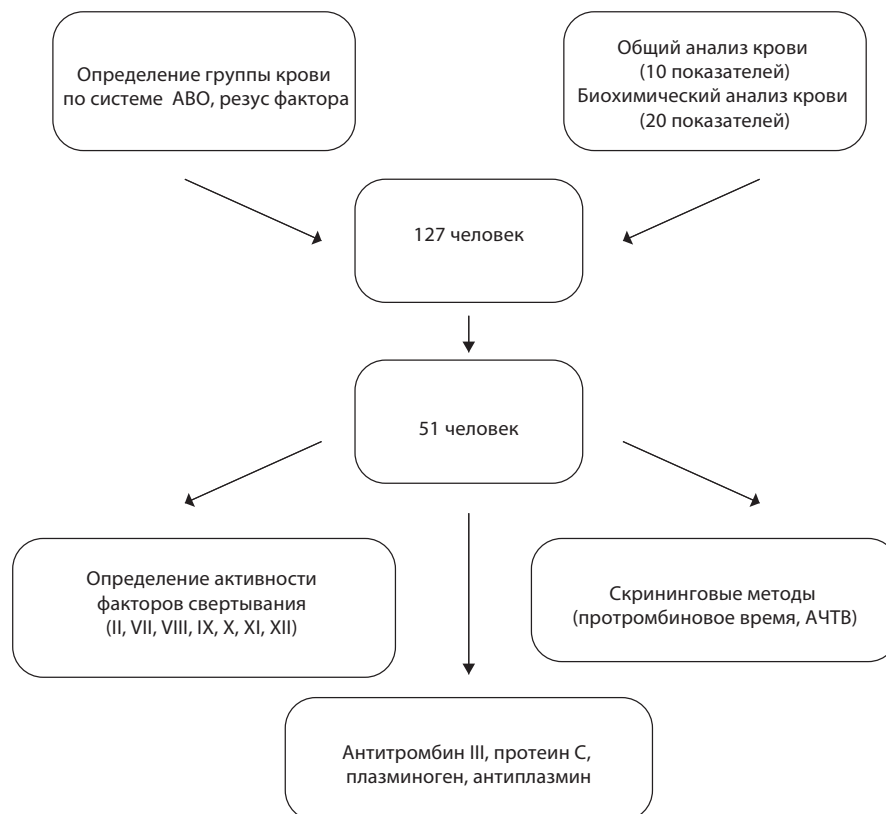 Определение группы крови
по системе АВО, резус фактора
Общий анализ крови
(10 показателей)
Биохимический анализ крови
(20 показателей)
127 человек
51 человек
Определение активности
факторов свертывания
(II, VII, VIII, IX, X, XI, XII)
Скрининговые методы
(протромбиновое время, АЧТВ)
Антитромбин III, протеин С,
плазминоген, антиплазмин